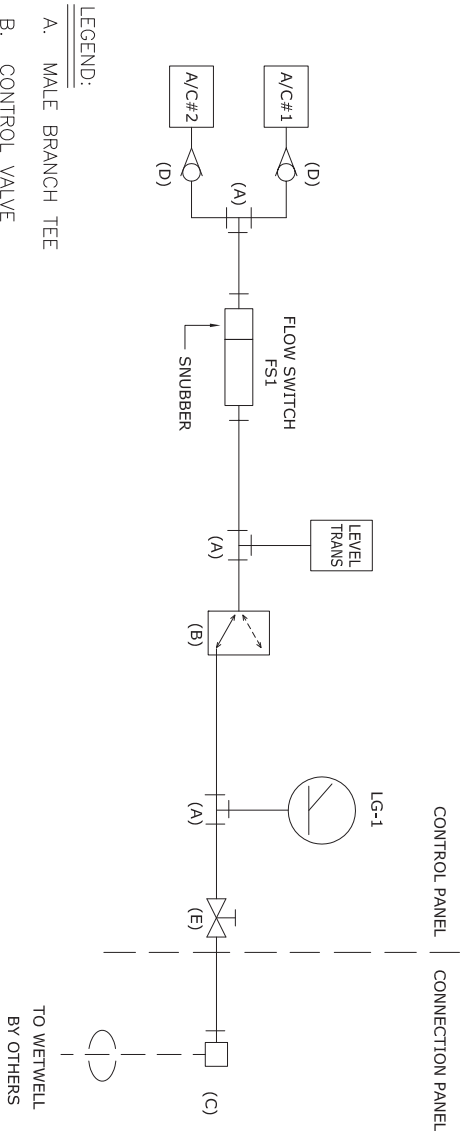 CONTROL PANEL
CONNECTION PANEL
LG-1
LEVEL
TRANS
FLOW SWITCH
FS1
A/C#1
(D)
(A)
A/C#2
(D)
SNUBBER
(A)
(B)
(A)
(E)
(C)
TO WETWELL
BY OTHERS
LEGEND:
A. MALE BRANCH TEE
B. CONTROL VALVE